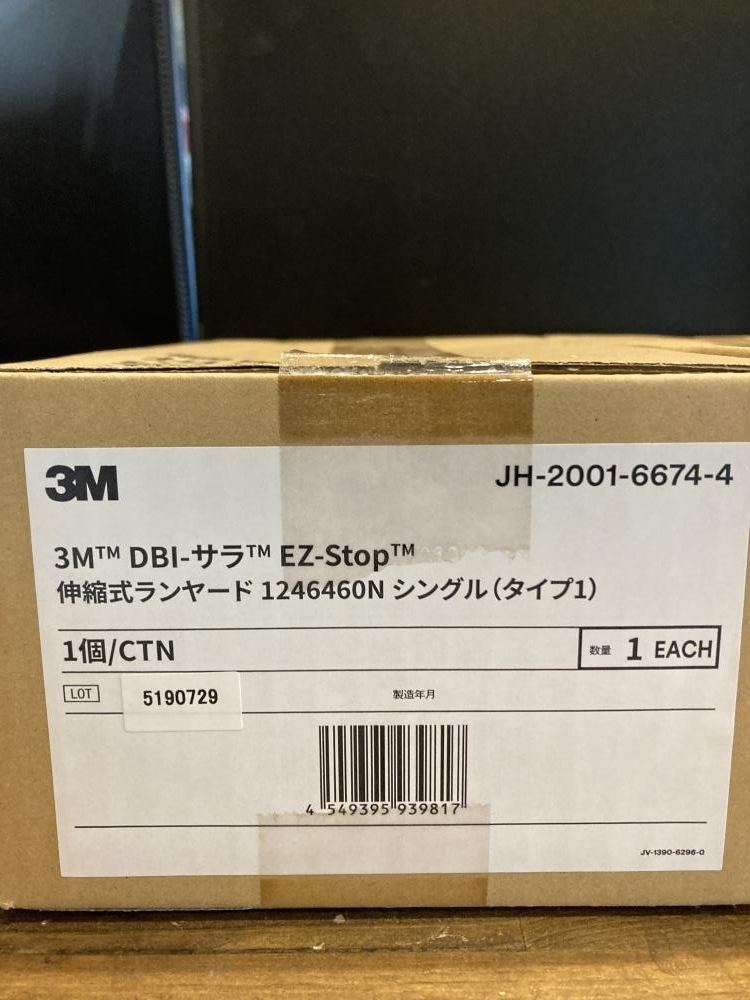 3M
JH-2001-6674-4
3M™ DBI-サラ™ EZ-Stop™
伸縮式ランヤード 1246460N シングル(タイプ1)
1個/CTN
数量 1 EACH
LOT 5190729 製造年月
4 549395 939817
JV-1390-6296-0